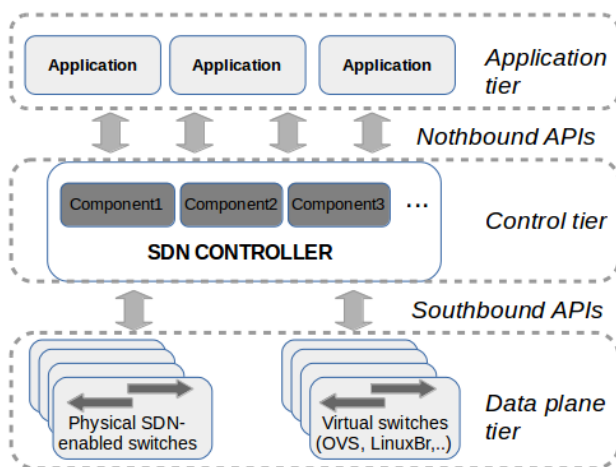 Application Application Application
Application
tier
Nothbound APIs
Component1 Component2 Component3 ...
SDN CONTROLLER
Control tier
Southbound APIs
Physical SDN-
enabled switches
Virtual switches
(OVS, LinuxBr,..)
Data plane
tier